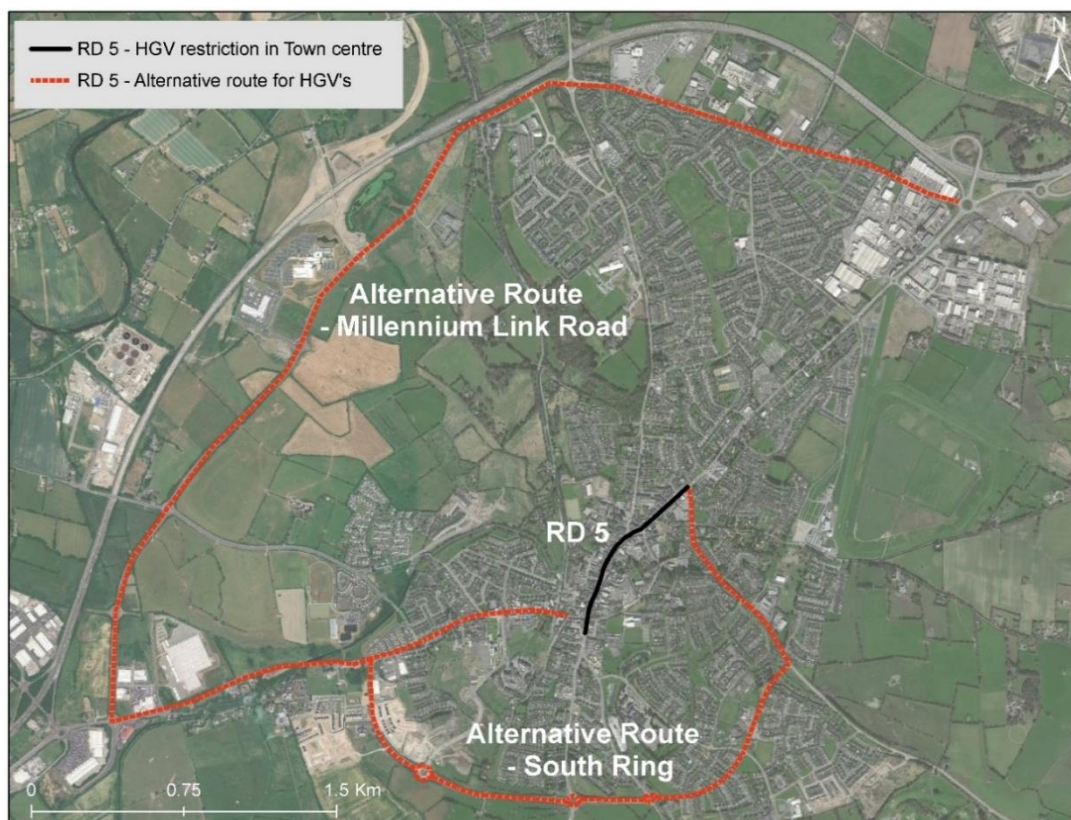 RD 5 - HGV restriction in Town centre
RD 5 - Alternative route for HGV's
N
Alternative Route
- Millennium Link Road
RD 5
Alternative Route
- South Ring
0 0.75 1.5 Km